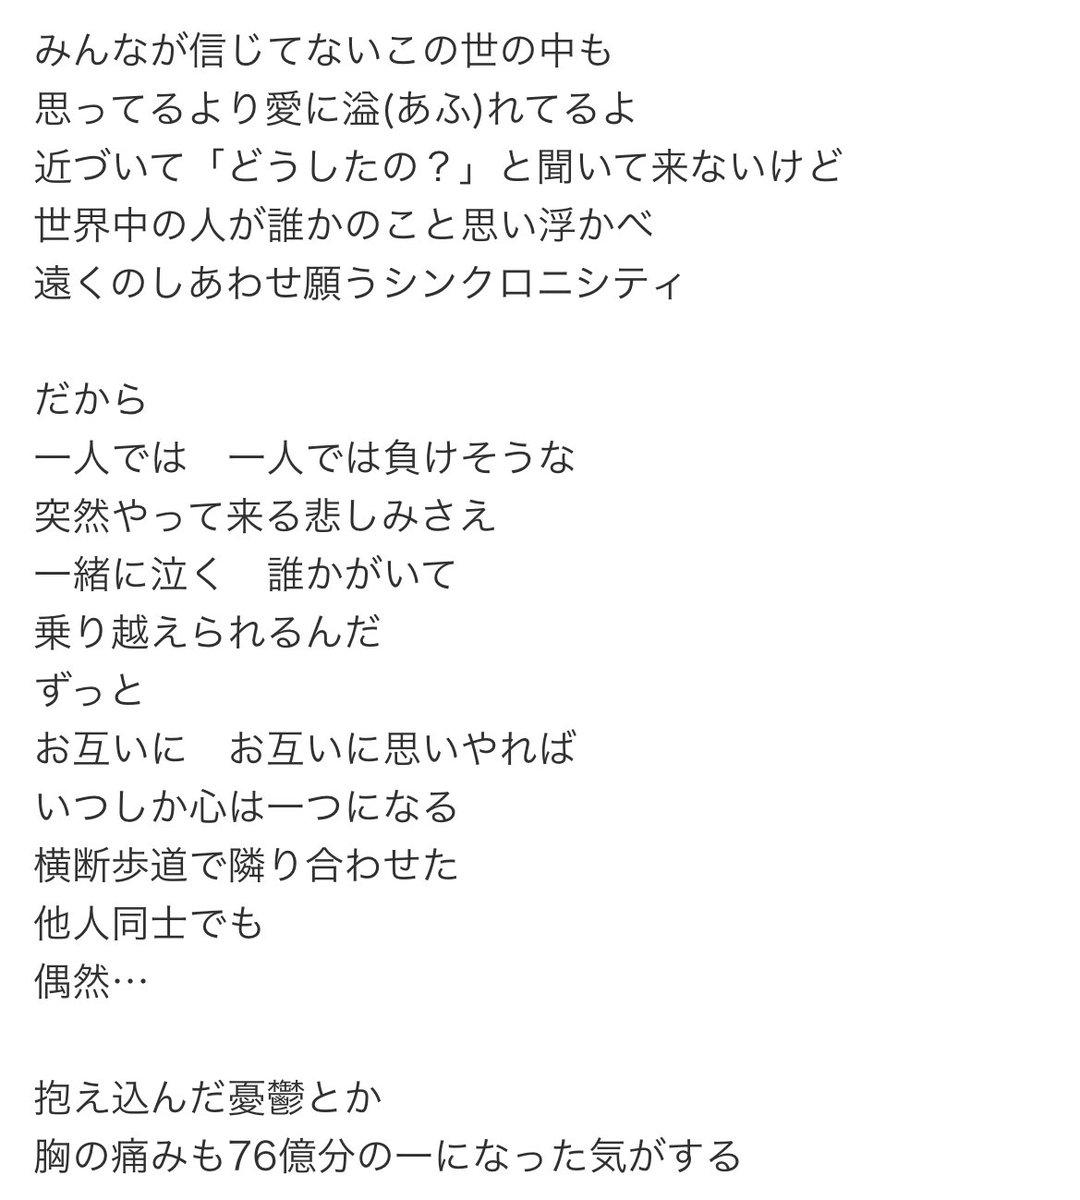 みんなが信じてないこの世の中も
思ってるより愛に溢(あふ)れてるよ
近づいて「どうしたの？」と聞いて来ないけど
世界中の人が誰かのこと思い浮かべ
遠くのしあわせ願うシンクロニシティ
だから
一人では　一人では負けそうな
突然やって来る悲しみさえ
一緒に泣く　誰かがいて
乗り越えられるんだ
ずっと
お互いに　お互いに思いやれば
いつしか心は一つになる
横断歩道で隣り合わせた
他人同士でも
偶然…
抱え込んだ憂鬱とか
胸の痛みも76億分の一になった気がする